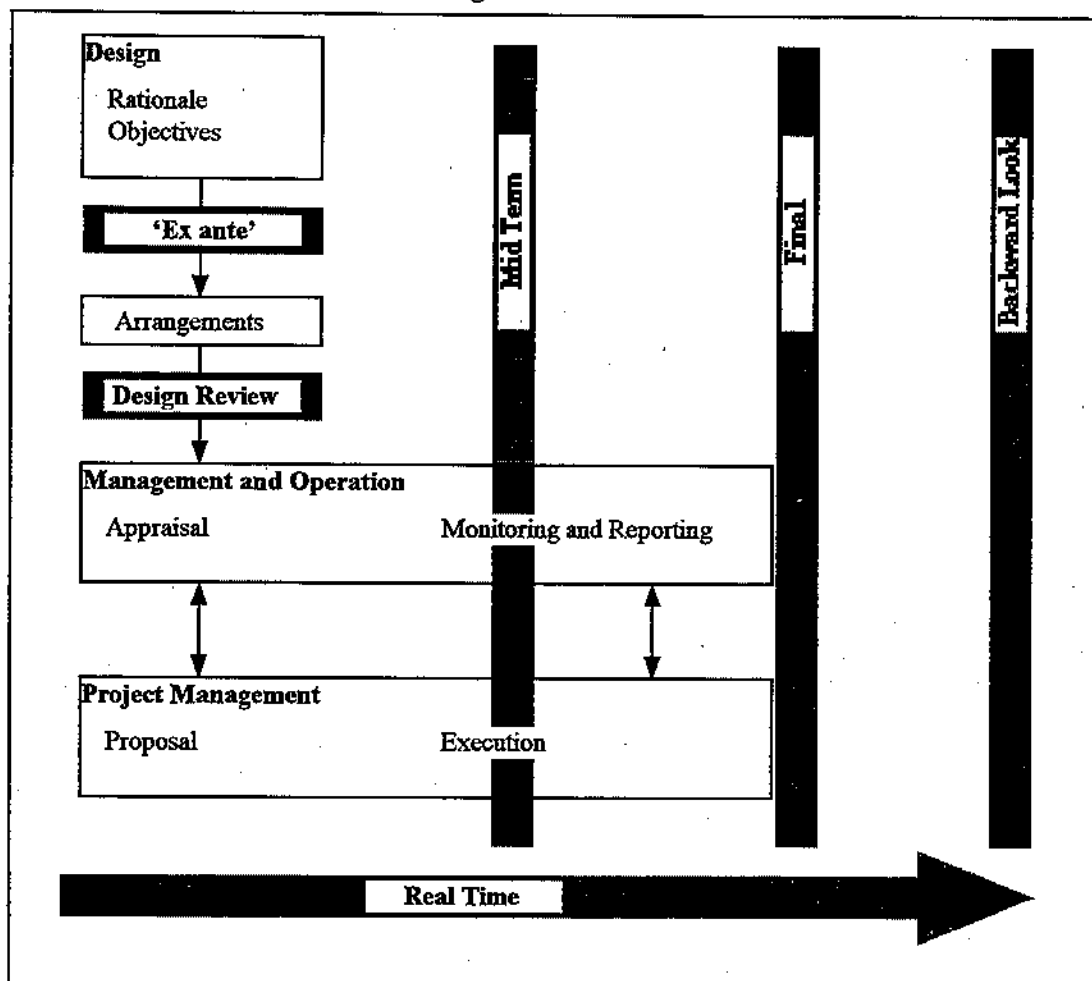 Design
Rationale
Objectives
'Ex ante'
Arrangements
Design Review
Management and Operation
Appraisal
Monitoring and Reporting
Project Management
Proposal
Execution
Mid Term
Final
Backward Look
Real Time